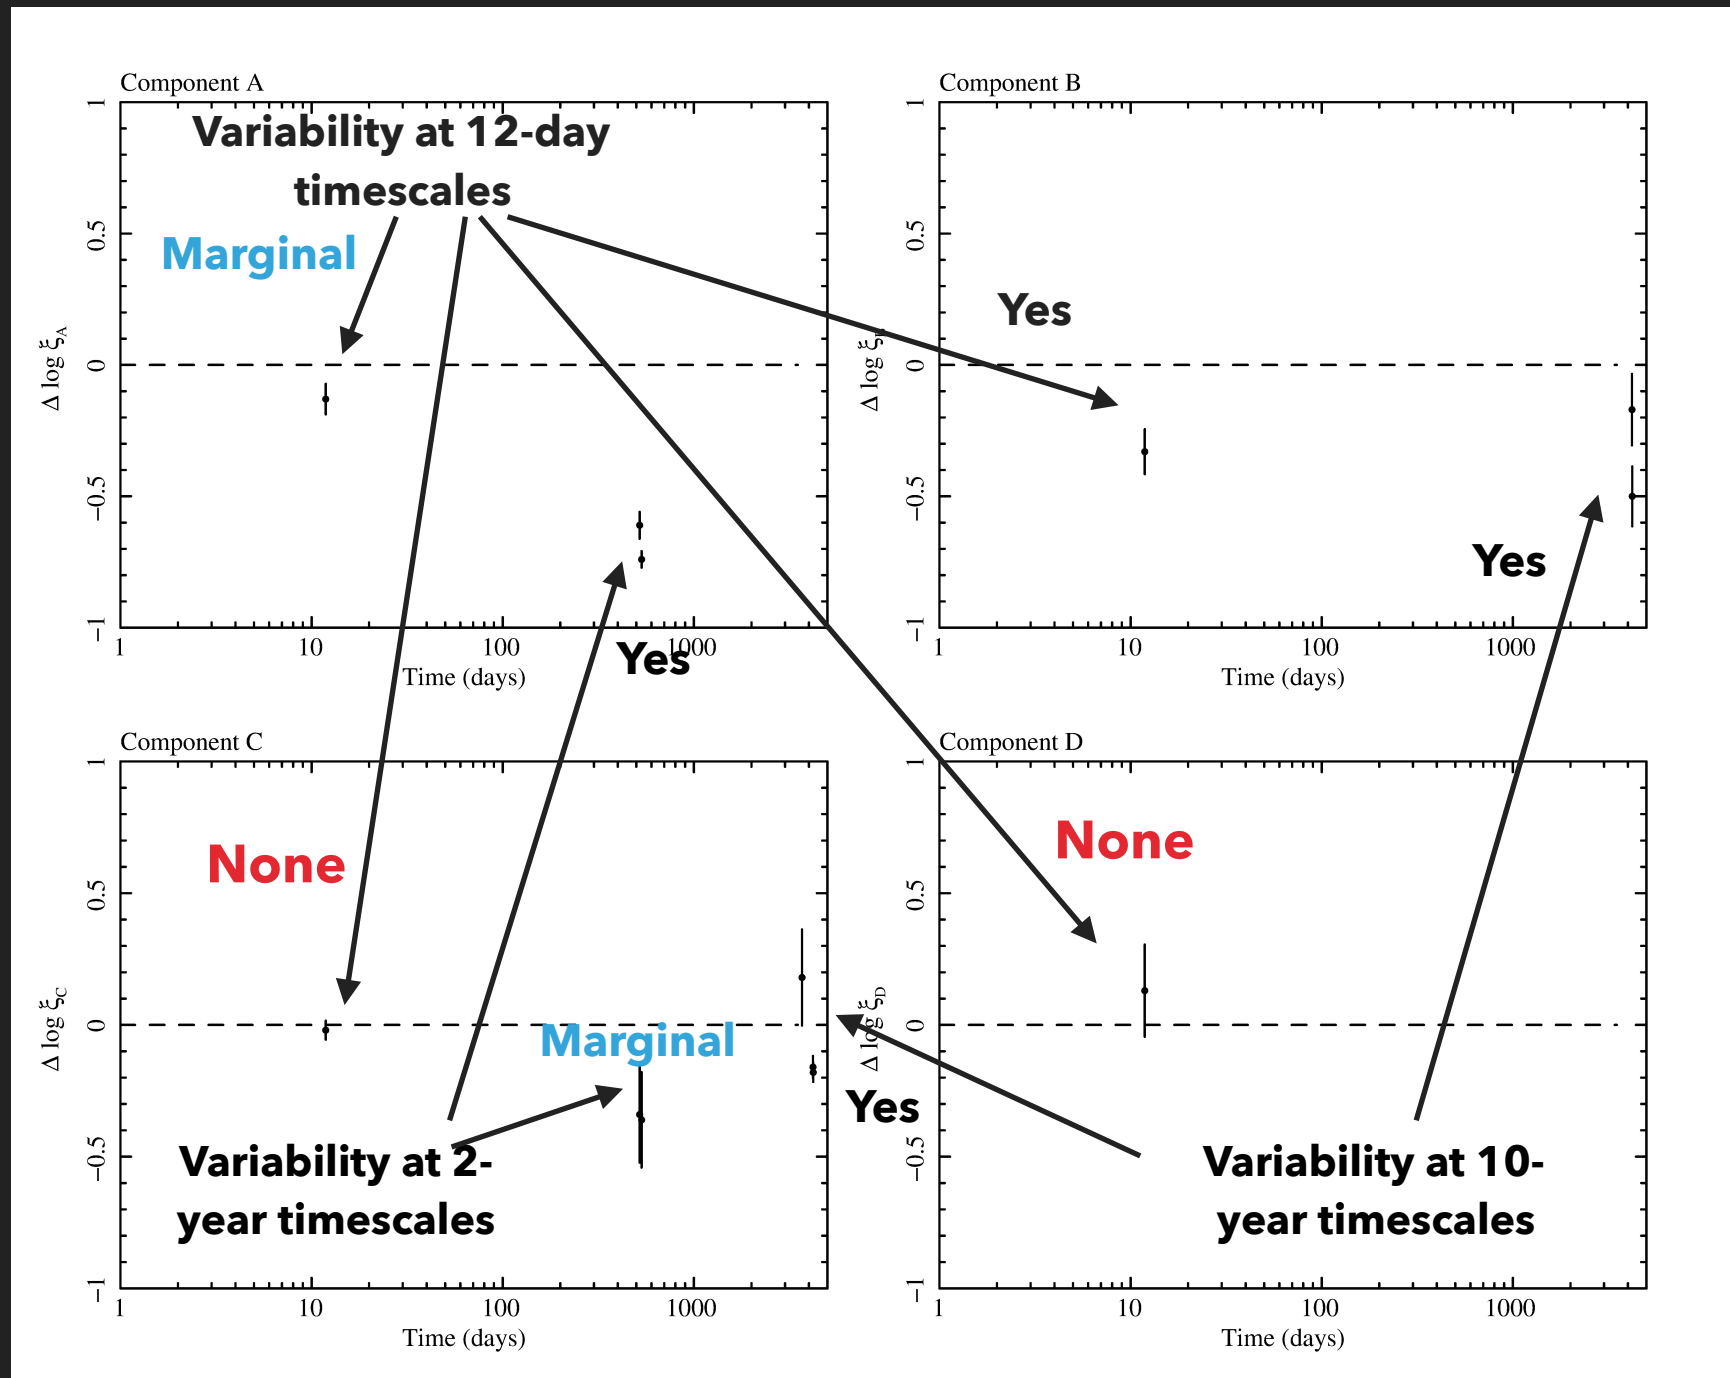 Component A
Component B
1
0.5
0
−0.5
−1
Δ log ξA
Variability at 12-day
timescales
Marginal
1
10
100
1000
Time (days)
Yes
1
0.5
0
−0.5
−1
Δ log ξ
Yes
Yes
1
10
100
1000
Time (days)
Component C
Component D
1
0.5
0
−0.5
−1
Δ log ξC
None
Marginal
Variability at 2-
year timescales
1
10
100
1000
Time (days)
Yes
1
0.5
0
−0.5
−1
Δ log ξD
None
Variability at 10-
year timescales
1
10
100
1000
Time (days)